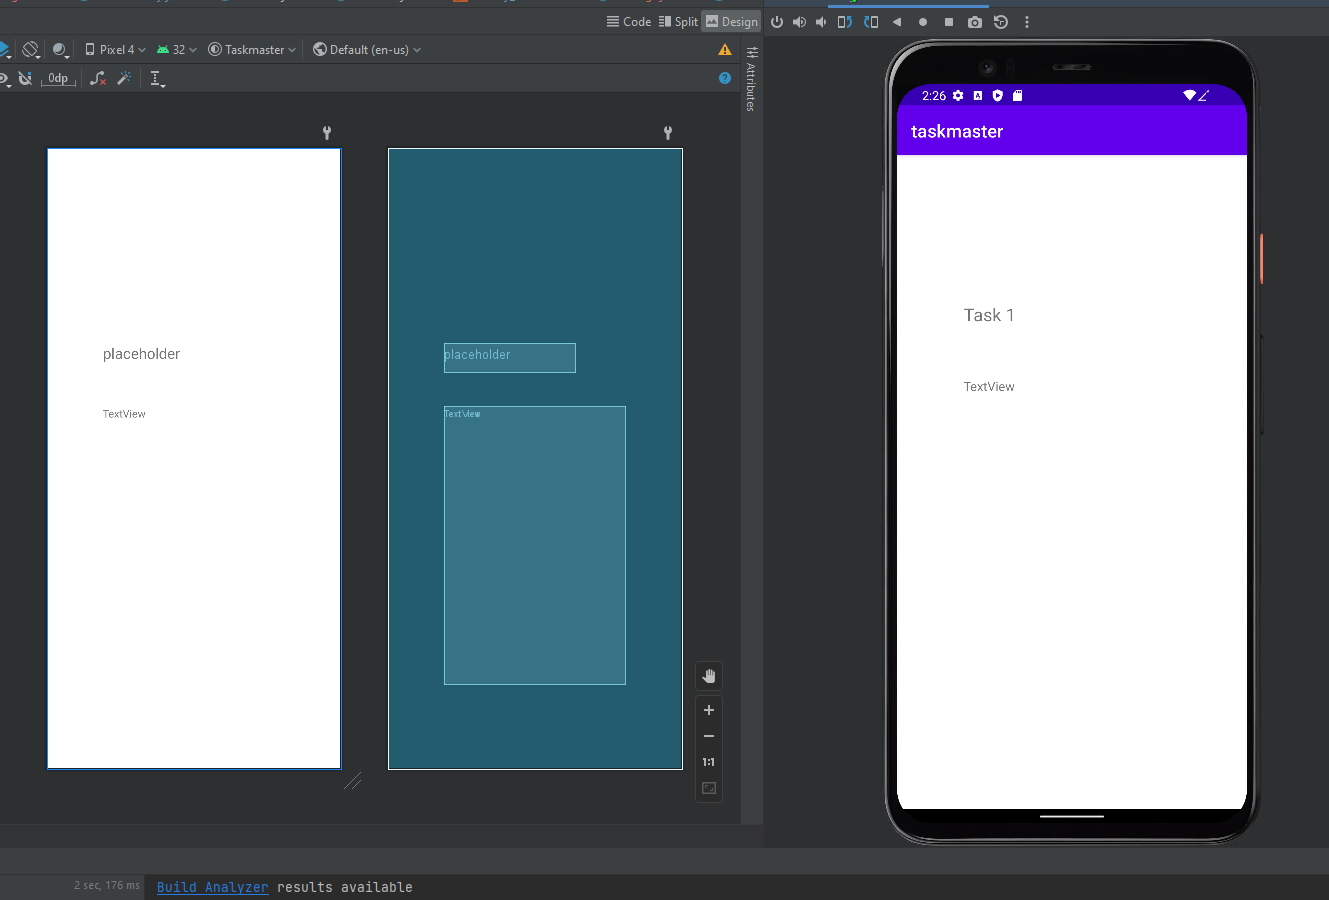 Code Split Design
Pixel 4 32 Taskmaster Default (en-us)
0dp
?
Attributes
placeholder
TextView
placeholder
TextView
1:1
2:26
taskmaster
Task 1
TextView
2 sec, 176 ms
Build Analyzer results available